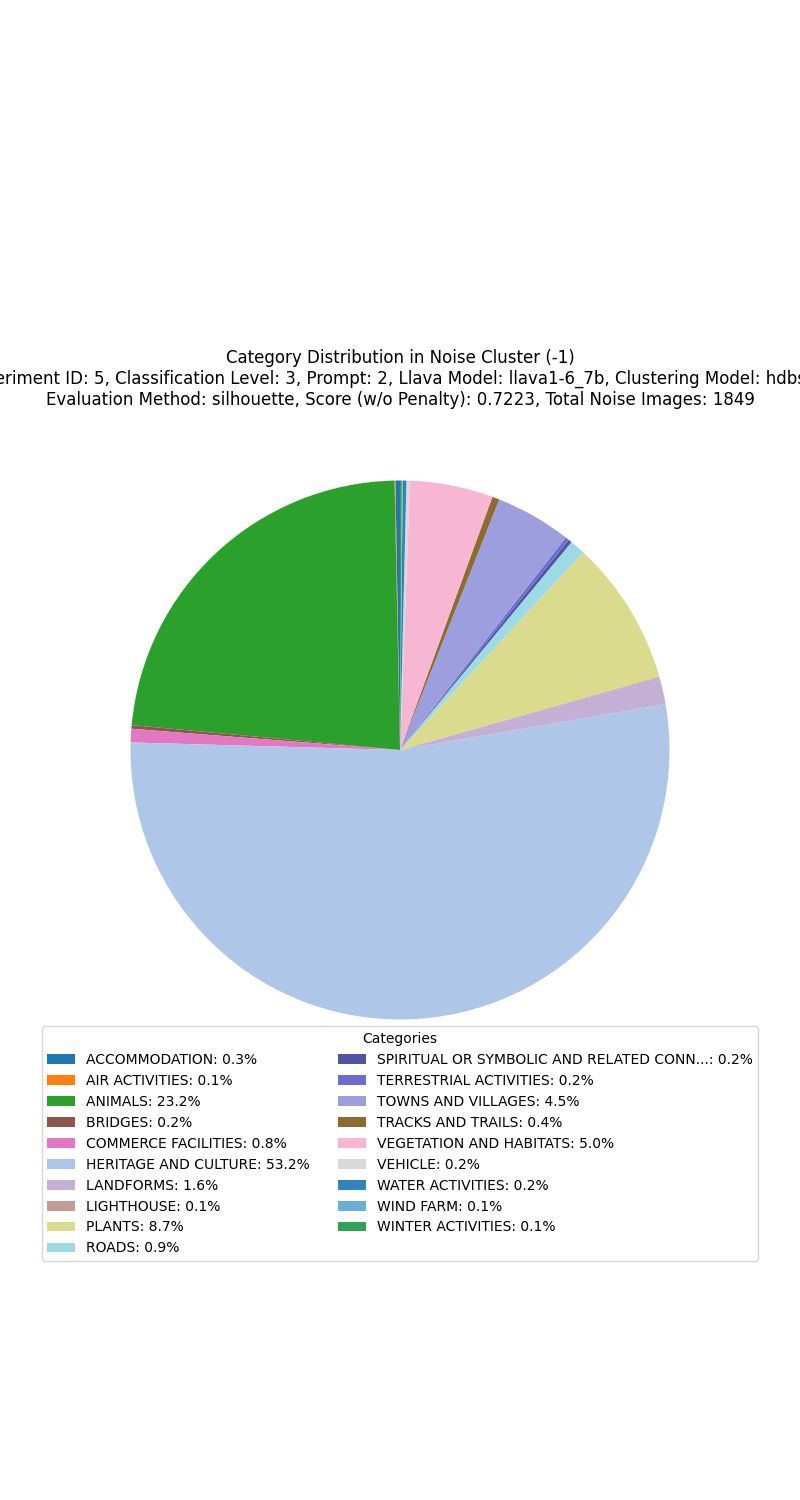 Category Distribution in Noise Cluster (-1)
eriment ID: 5, Classification Level: 3, Prompt: 2, Llava Model: llava1-6_7b, Clustering Model: hdbs
Evaluation Method: silhouette, Score (w/o Penalty): 0.7223, Total Noise Images: 1849
Categories
ACCOMMODATION: 0.3%
AIR ACTIVITIES: 0.1%
ANIMALS: 23.2%
BRIDGES: 0.2%
COMMERCE FACILITIES: 0.8%
HERITAGE AND CULTURE: 53.2%
LANDFORMS: 1.6%
LIGHTHOUSE: 0.1%
PLANTS: 8.7%
ROADS: 0.9%
SPIRITUAL OR SYMBOLIC AND RELATED CONN...: 0.2%
TERRESTRIAL ACTIVITIES: 0.2%
TOWNS AND VILLAGES: 4.5%
TRACKS AND TRAILS: 0.4%
VEGETATION AND HABITATS: 5.0%
VEHICLE: 0.2%
WATER ACTIVITIES: 0.2%
WIND FARM: 0.1%
WINTER ACTIVITIES: 0.1%